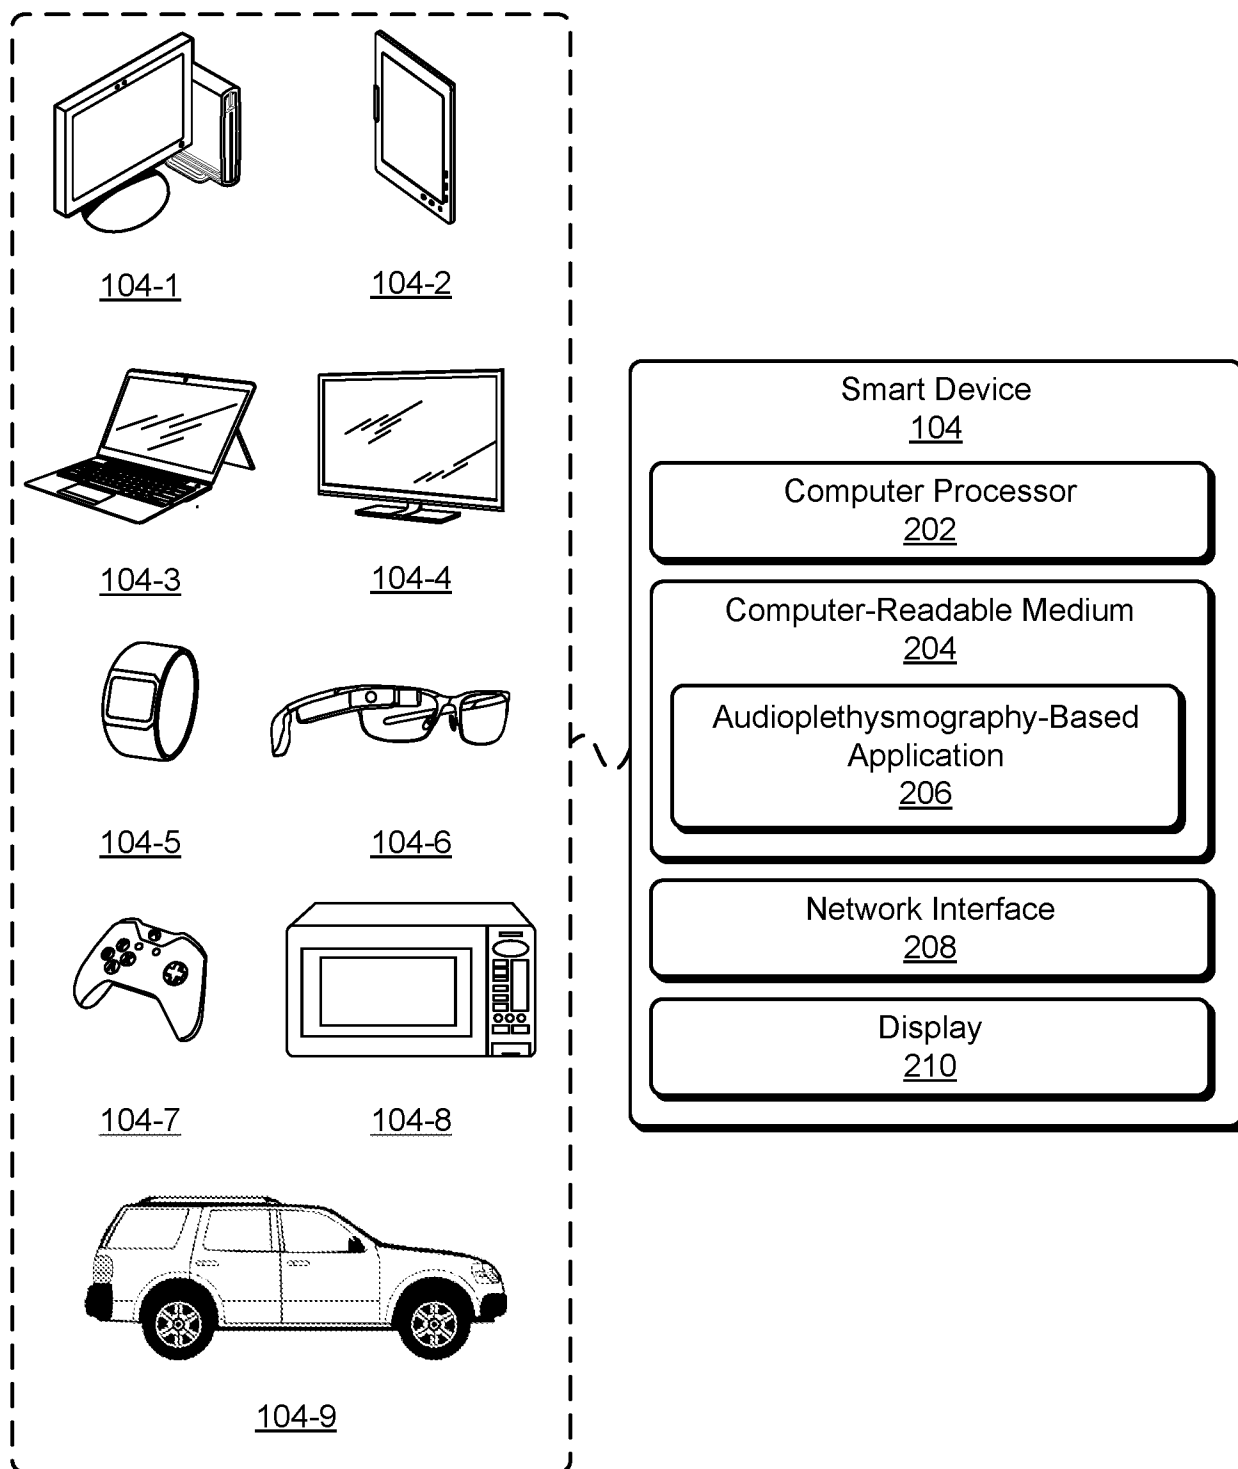 104-1
104-2
104-3
104-4
104-5
104-6
104-7
104-8
104-9
Smart Device
104
Computer Processor
202
Computer-Readable Medium
204
Audioplethysmography-Based
Application
206
Network Interface
208
Display
210